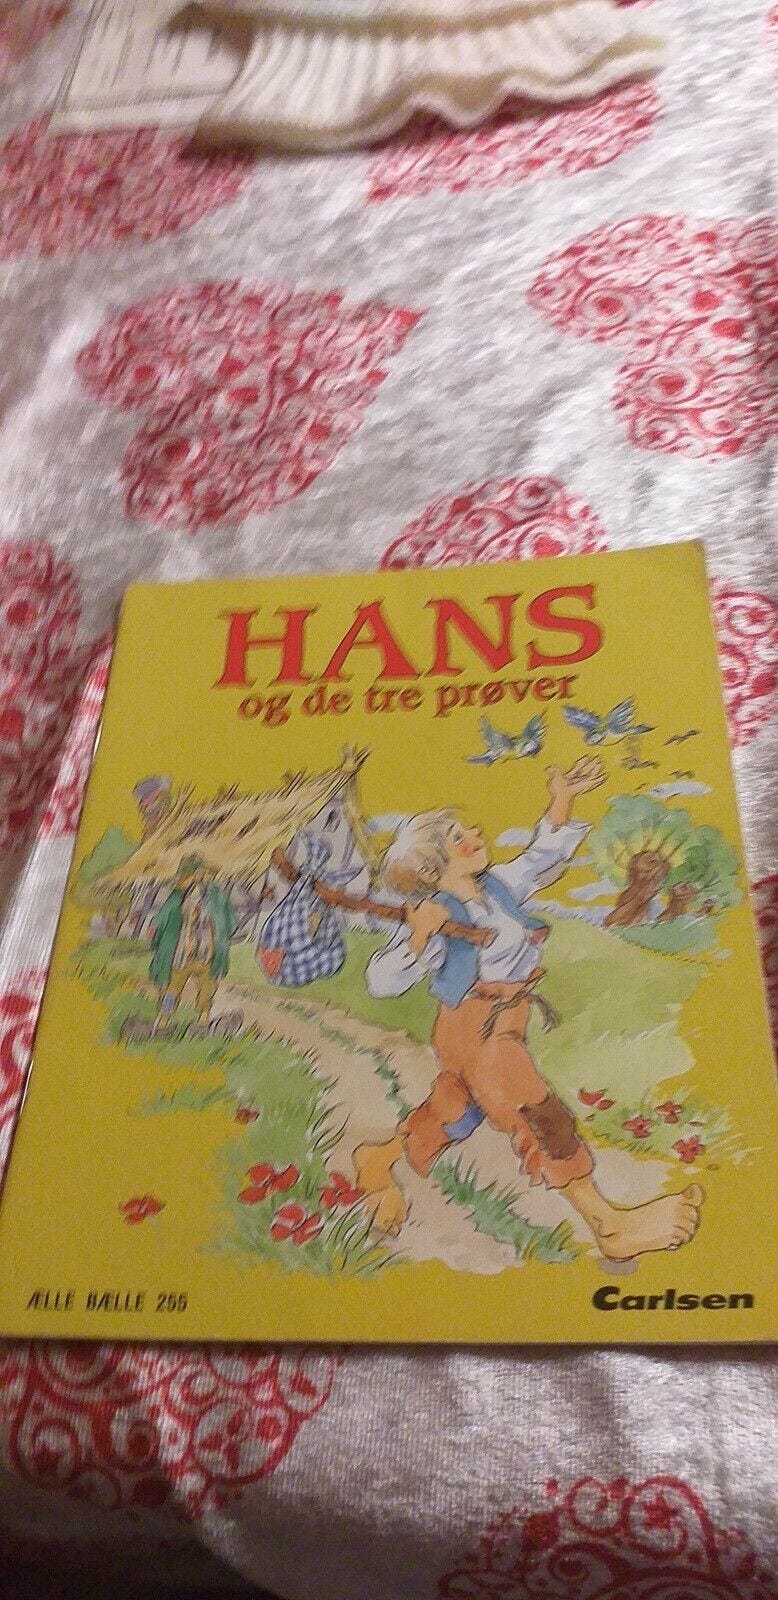 HANS
og de tre prøver
ÆLLE BÆLLE 255
Carlsen